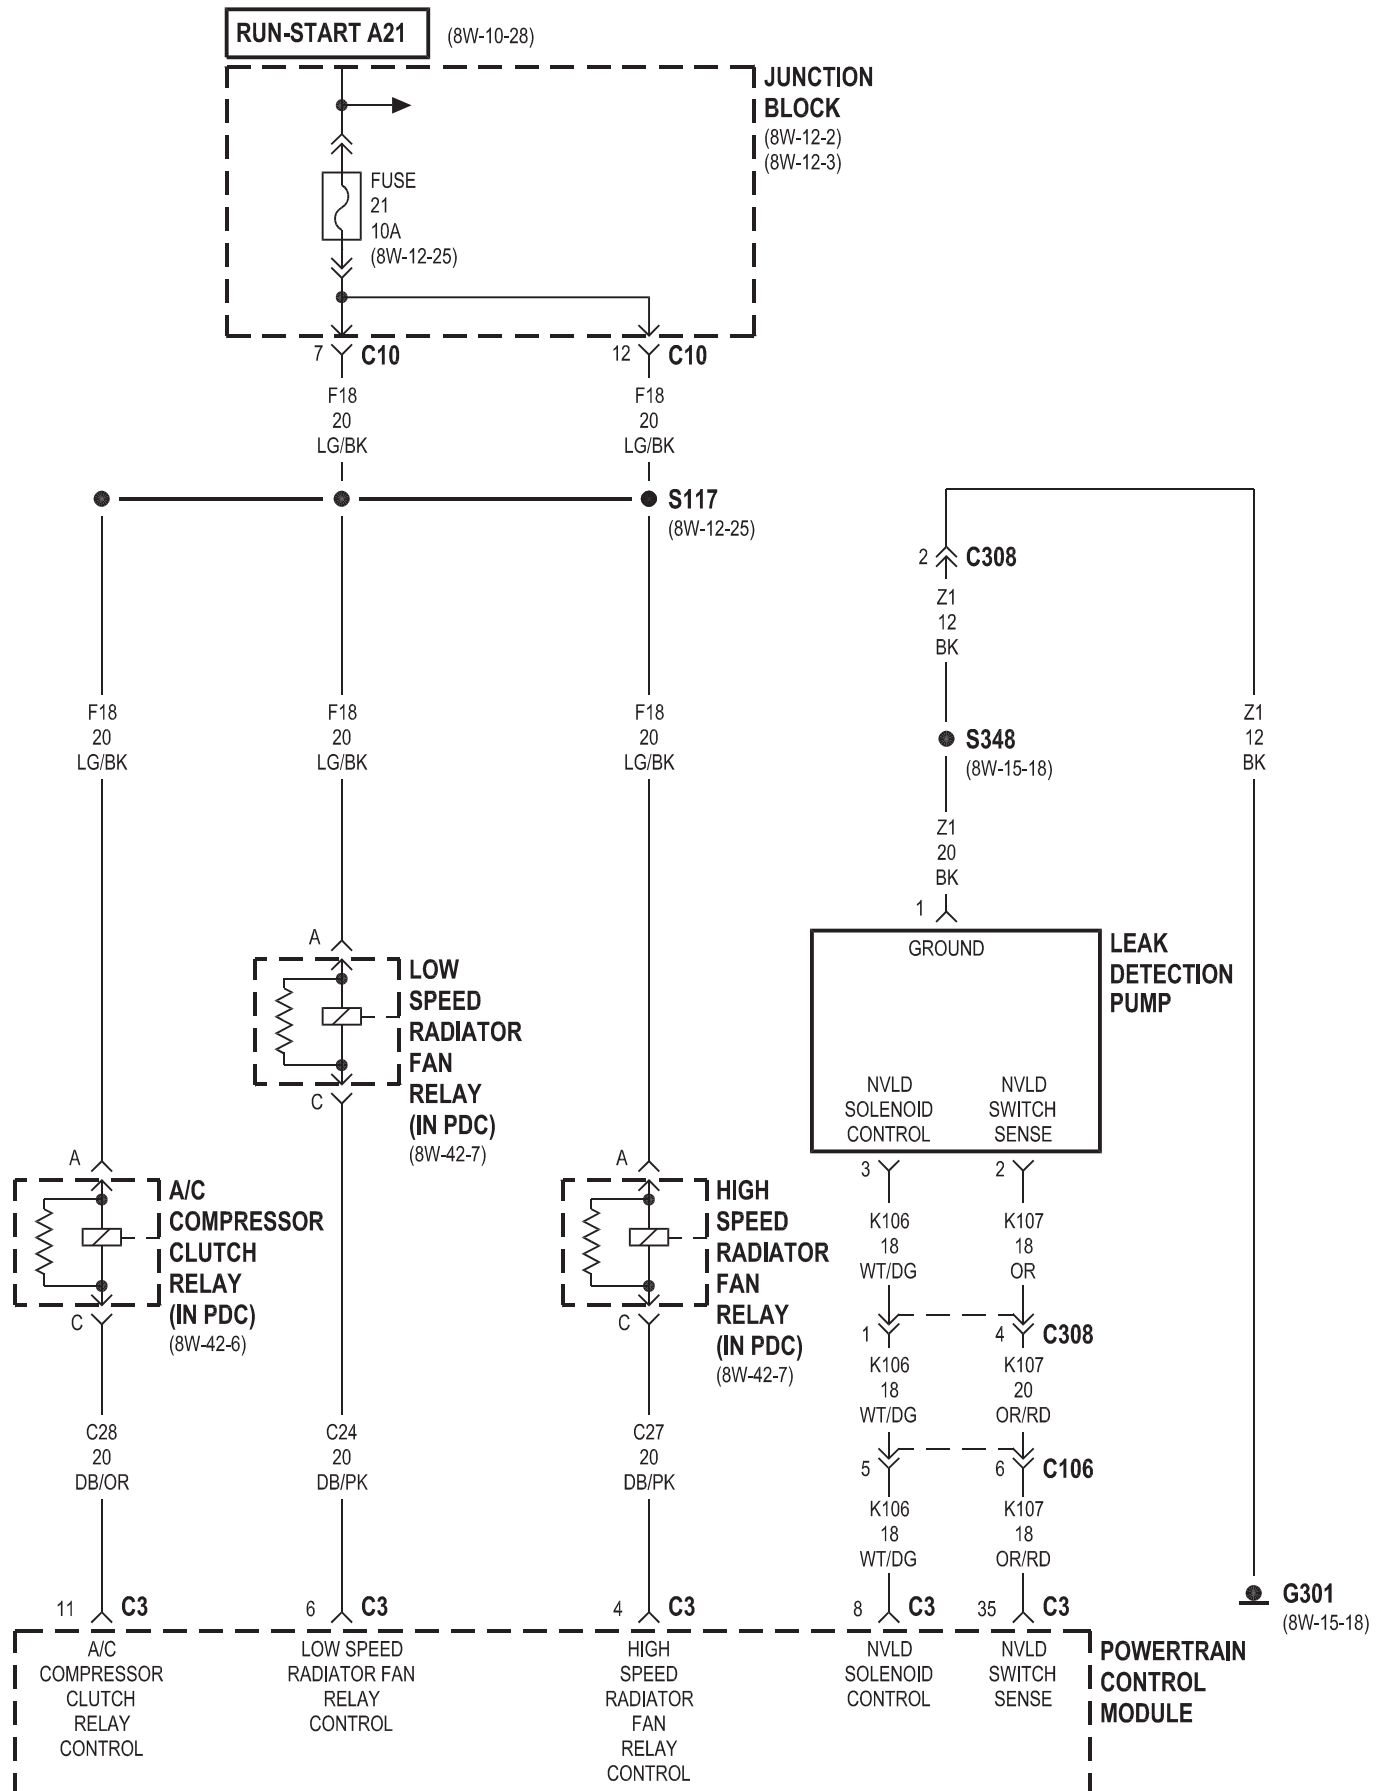 RUN-START A21
(8W-10-28)
JUNCTION
BLOCK
(8W-12-2)
(8W-12-3)
FUSE
21
10A
(8W-12-25)
7
C10
12
C10
F18
20
LG/BK
F18
20
LG/BK
S117
(8W-12-25)
2
C308
Z1
12
BK
F18
20
LG/BK
F18
20
LG/BK
F18
20
LG/BK
S348
(8W-15-18)
Z1
12
BK
Z1
20
BK
1
GROUND
LEAK
DETECTION
PUMP
NVLD
SOLENOID
CONTROL
NVLD
SWITCH
SENSE
A
LOW
SPEED
RADIATOR
FAN
RELAY
(IN PDC)
(8W-42-7)
C
A
A/C
COMPRESSOR
CLUTCH
RELAY
(IN PDC)
(8W-42-6)
C
A
HIGH
SPEED
RADIATOR
FAN
RELAY
(IN PDC)
(8W-42-7)
C
3
2
K106
18
WT/DG
K107
18
OR
1
4
C308
K106
18
WT/DG
K107
20
OR/RD
5
6
C106
K106
18
WT/DG
K107
18
OR/RD
C28
20
DB/OR
C24
20
DB/PK
C27
20
DB/PK
11
C3
6
C3
4
C3
8
C3
35
C3
G301
(8W-15-18)
A/C
COMPRESSOR
CLUTCH
RELAY
CONTROL
LOW SPEED
RADIATOR FAN
RELAY
CONTROL
HIGH
SPEED
RADIATOR
FAN
RELAY
CONTROL
NVLD
SOLENOID
CONTROL
NVLD
SWITCH
SENSE
POWERTRAIN
CONTROL
MODULE